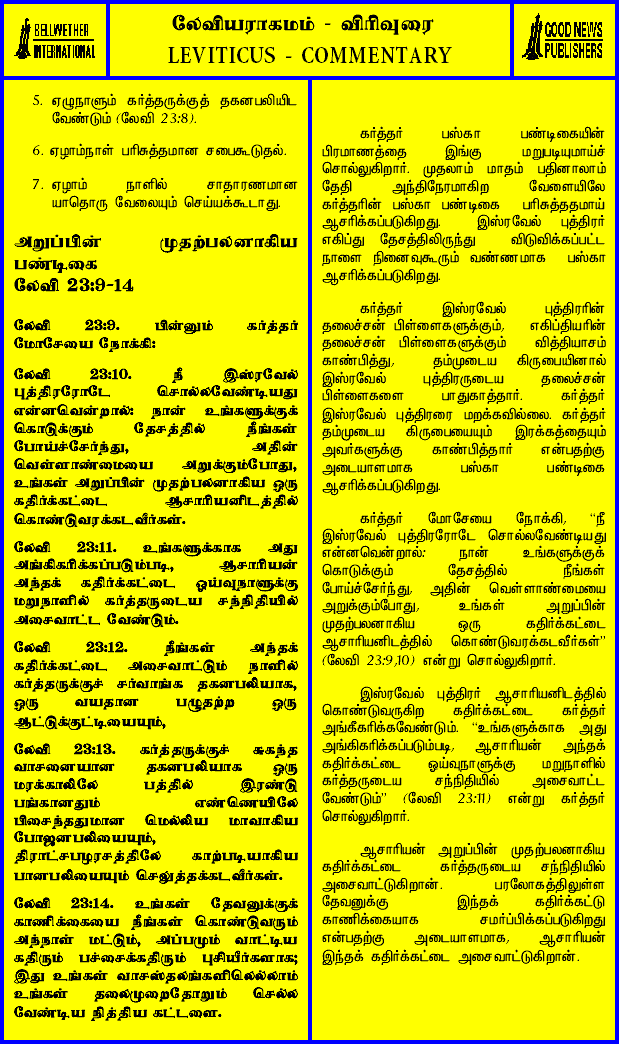 BELLWETHER
INTERNATIONAL
லேவியராகமம் - விரிவுரை
LEVITICUS - COMMENTARY
GOOD NEWS
PUBLISHERS
5. ஏழுநாளும் கர்த்தருக்குத் தகனபலியிட
வேண்டும் (லேவி 23:8).
6. ஏழாம்நாள் பரிசுத்தமான சபைகூடுதல்.
7. ஏழாம் நாளில் சாதாரணமான
யாதொரு வேலையும் செய்யக்கூடாது.
அறுப்பின் முதற்பலனாகிய
பண்டிகை
லேவி 23:9-14
லேவி 23:9. பின்னும் கர்த்தர்
மோசேயை நோக்கி:
லேவி 23:10. நீ இஸ்ரவேல்
புத்திரரோடே சொல்லவேண்டியது
என்னவென்றால்: நான் உங்களுக்குக்
கொடுக்கும் தேசத்தில் நீங்கள்
போய்ச்சேர்ந்து, அதின்
வெள்ளாண்மையை அறுக்கும்போது,
உங்கள் அறுப்பின் முதற்பலனாகிய ஒரு
கதிர்க்கட்டை ஆசாரியனிடத்தில்
கொண்டுவரக்கடவீர்கள்.
லேவி 23:11. உங்களுக்காக அது
அங்கிகரிக்கப்படும்படி, ஆசாரியன்
அந்தக் கதிர்க்கட்டை ஓய்வுநாளுக்கு
மறுநாளில் கர்த்தருடைய சந்நிதியில்
அசைவாட்ட வேண்டும்.
லேவி 23:12. நீங்கள் அந்தக்
கதிர்க்கட்டை அசைவாட்டும் நாளில்
கர்த்தருக்குச் சர்வாங்க தகனபலியாக,
ஒரு வயதான பழுதற்ற ஒரு
ஆட்டுக்குட்டியையும்,
லேவி 23:13. கர்த்தருக்குச் சுகந்த
வாசனையான தகனபலியாக ஒரு
மரக்காலிலே பத்தில் இரண்டு
பங்கானதும் எண்ணெயிலே
பிசைந்ததுமான மெல்லிய மாவாகிய
போஜனபலியையும்,
திராட்சபழரசத்திலே காற்படியாகிய
பானபலியையும் செலுத்தக்கடவீர்கள்.
லேவி 23:14. உங்கள் தேவனுக்குக்
காணிக்கையை நீங்கள் கொண்டுவரும்
அந்நாள் மட்டும், அப்பமும் வாட்டிய
கதிரும் பச்சைக்கதிரும் புசியீர்களாக;
இது உங்கள் வாசஸ்தலங்களிலெல்லாம்
உங்கள் தலைமுறைதோறும் செல்ல
வேண்டிய நித்திய கட்டளை.
கர்த்தர் பஸ்கா பண்டிகையின்
பிரமாணத்தை இங்கு மறுபடியுமாய்ச்
சொல்லுகிறார். முதலாம் மாதம் பதினாலாம்
தேதி அந்திநேரமாகிற வேளையிலே
கர்த்தரின் பஸ்கா பண்டிகை பரிசுத்ததமாய்
ஆசரிக்கப்படுகிறது. இஸ்ரவேல் புத்திரர்
எகிப்து தேசத்திலிருந்து விடுவிக்கப்பட்ட
நாளை நினைவுகூரும் வண்ணமாக பஸ்கா
ஆசரிக்கப்படுகிறது.
கர்த்தர் இஸ்ரவேல் புத்திரரின்
தலைச்சன் பிள்ளைகளுக்கும், எகிப்தியரின்
தலைச்சன் பிள்ளைகளுக்கும் வித்தியாசம்
காண்பித்து, தம்முடைய கிருபையினால்
இஸ்ரவேல் புத்திரருடைய தலைச்சன்
பிள்ளைகளை பாதுகாத்தார். கர்த்தர்
இஸ்ரவேல் புத்திரரை மறக்கவில்லை. கர்த்தர்
தம்முடைய கிருபையையும் இரக்கத்தையும்
அவர்களுக்கு காண்பித்தார் என்பதற்கு
அடையாளமாக பஸ்கா பண்டிகை
ஆசரிக்கப்படுகிறது.
கர்த்தர் மோசேயை நோக்கி, “நீ
இஸ்ரவேல் புத்திரரோடே சொல்லவேண்டியது
என்னவென்றால்: நான் உங்களுக்குக்
கொடுக்கும் தேசத்தில் நீங்கள்
போய்ச்சேர்ந்து, அதின் வெள்ளாண்மையை
அறுக்கும்போது, உங்கள் அறுப்பின்
முதற்பலனாகிய ஒரு கதிர்க்கட்டை
ஆசாரியனிடத்தில் கொண்டுவரக்கடவீர்கள்”
(லேவி 23:9,10) என்று சொல்லுகிறார்.
இஸ்ரவேல் புத்திரர் ஆசாரியனிடத்தில்
கொண்டுவருகிற கதிர்க்கட்டை கர்த்தர்
அங்கீகரிக்கவேண்டும். “உங்களுக்காக அது
அங்கிகரிக்கப்படும்படி, ஆசாரியன் அந்தக்
கதிர்க்கட்டை ஓய்வுநாளுக்கு மறுநாளில்
கர்த்தருடைய சந்நிதியில் அசைவாட்ட
வேண்டும்” (லேவி 23:11) என்று கர்த்தர்
சொல்லுகிறார்.
ஆசாரியன் அறுப்பின் முதற்பலனாகிய
கதிர்க்கட்டை கர்த்தருடைய சந்நிதியில்
அசைவாட்டுகிறான். பரலோகத்திலுள்ள
தேவனுக்கு இந்தக் கதிர்க்கட்டு
காணிக்கையாக சமர்ப்பிக்கப்படுகிறது
என்பதற்கு அடையாளமாக, ஆசாரியன்
இந்தக் கதிர்க்கட்டை அசைவாட்டுகிறான்.